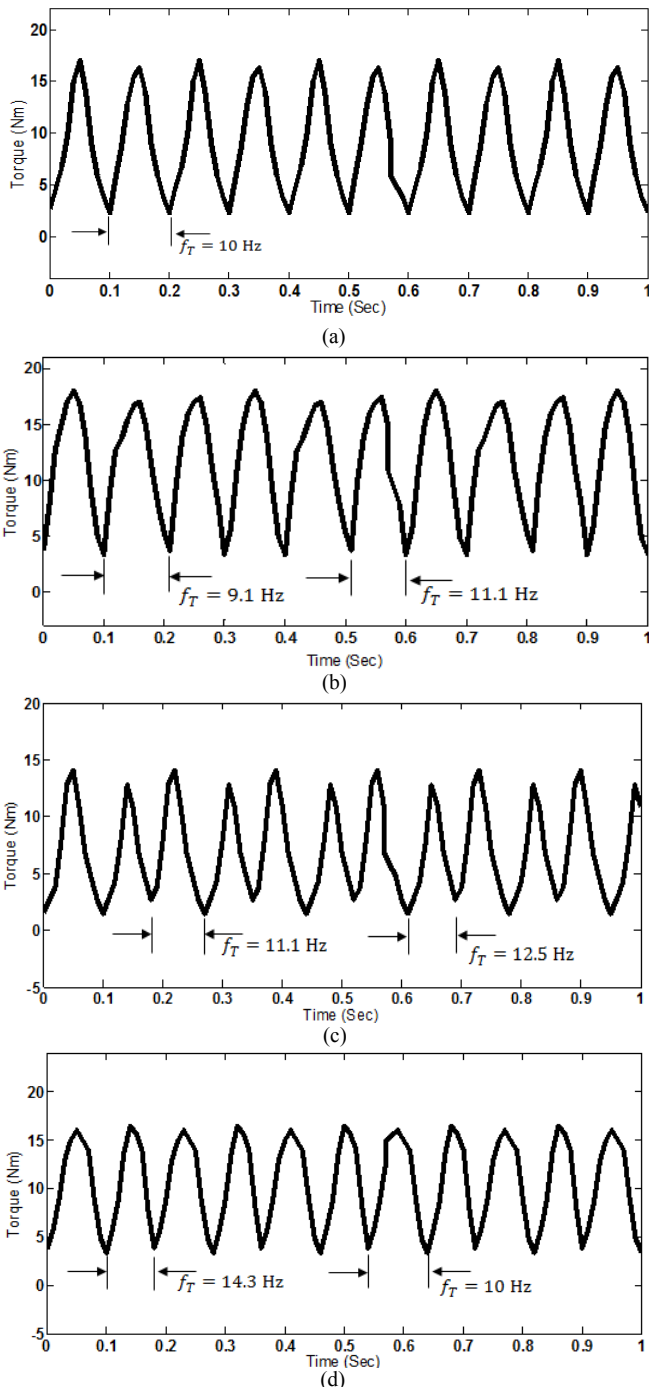 20
15
10
5
0
Torque (Nm)
f_T = 10 Hz
0 0.1 0.2 0.3 0.4 0.5 0.6 0.7 0.8 0.9 1
Time (Sec)
(a)
20
15
10
5
0
Torque (Nm)
f_T = 9.1 Hz
f_T = 11.1 Hz
0 0.1 0.2 0.3 0.4 0.5 0.6 0.7 0.8 0.9 1
Time (Sec)
(b)
20
15
10
5
0
-5
Torque (Nm)
f_T = 11.1 Hz
f_T = 12.5 Hz
0 0.1 0.2 0.3 0.4 0.5 0.6 0.7 0.8 0.9 1
Time (Sec)
(c)
20
15
10
5
0
-5
Torque (Nm)
f_T = 14.3 Hz
f_T = 10 Hz
0 0.1 0.2 0.3 0.4 0.5 0.6 0.7 0.8 0.9 1
Time (Sec)
(d)